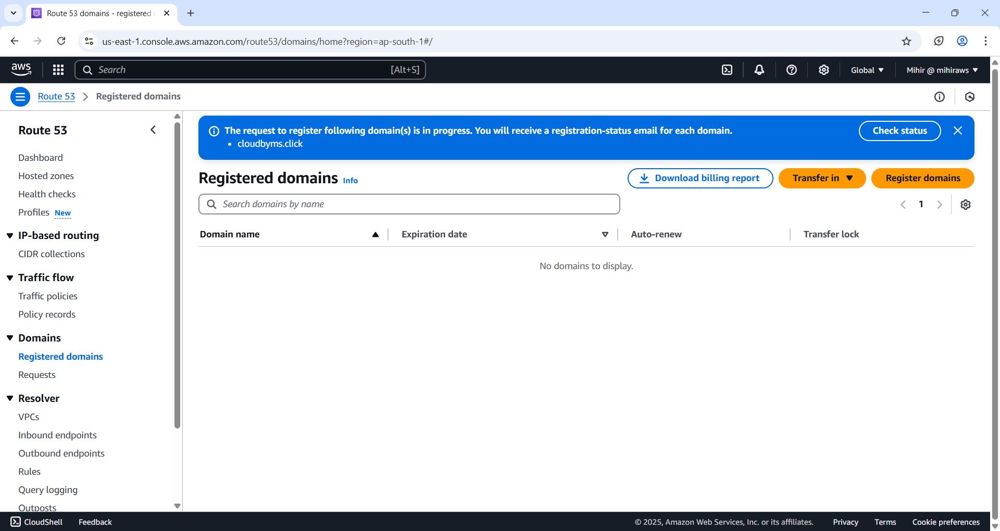 Route 53 domains - registered
us-east-1.console.aws.amazon.com/route53/domains/home?region=ap-south-1#/
aws
Search [Alt+S]
Global
Mihir @ mihiraws
Route 53
Registered domains
Route 53
Dashboard
Hosted zones
Health checks
Profiles New
IP-based routing
CIDR collections
Traffic flow
Traffic policies
Policy records
Domains
Registered domains
Requests
Resolver
VPCs
Inbound endpoints
Outbound endpoints
Rules
Query logging
Outposts
The request to register following domain(s) is in progress. You will receive a registration-status email for each domain.
• cloudbyms.click
Check status
Registered domains Info
Download billing report
Transfer in
Register domains
Search domains by name
1
Domain name
Expiration date
Auto-renew
Transfer lock
No domains to display.
CloudShell
Feedback
© 2025, Amazon Web Services, Inc. or its affiliates.
Privacy
Terms
Cookie preferences